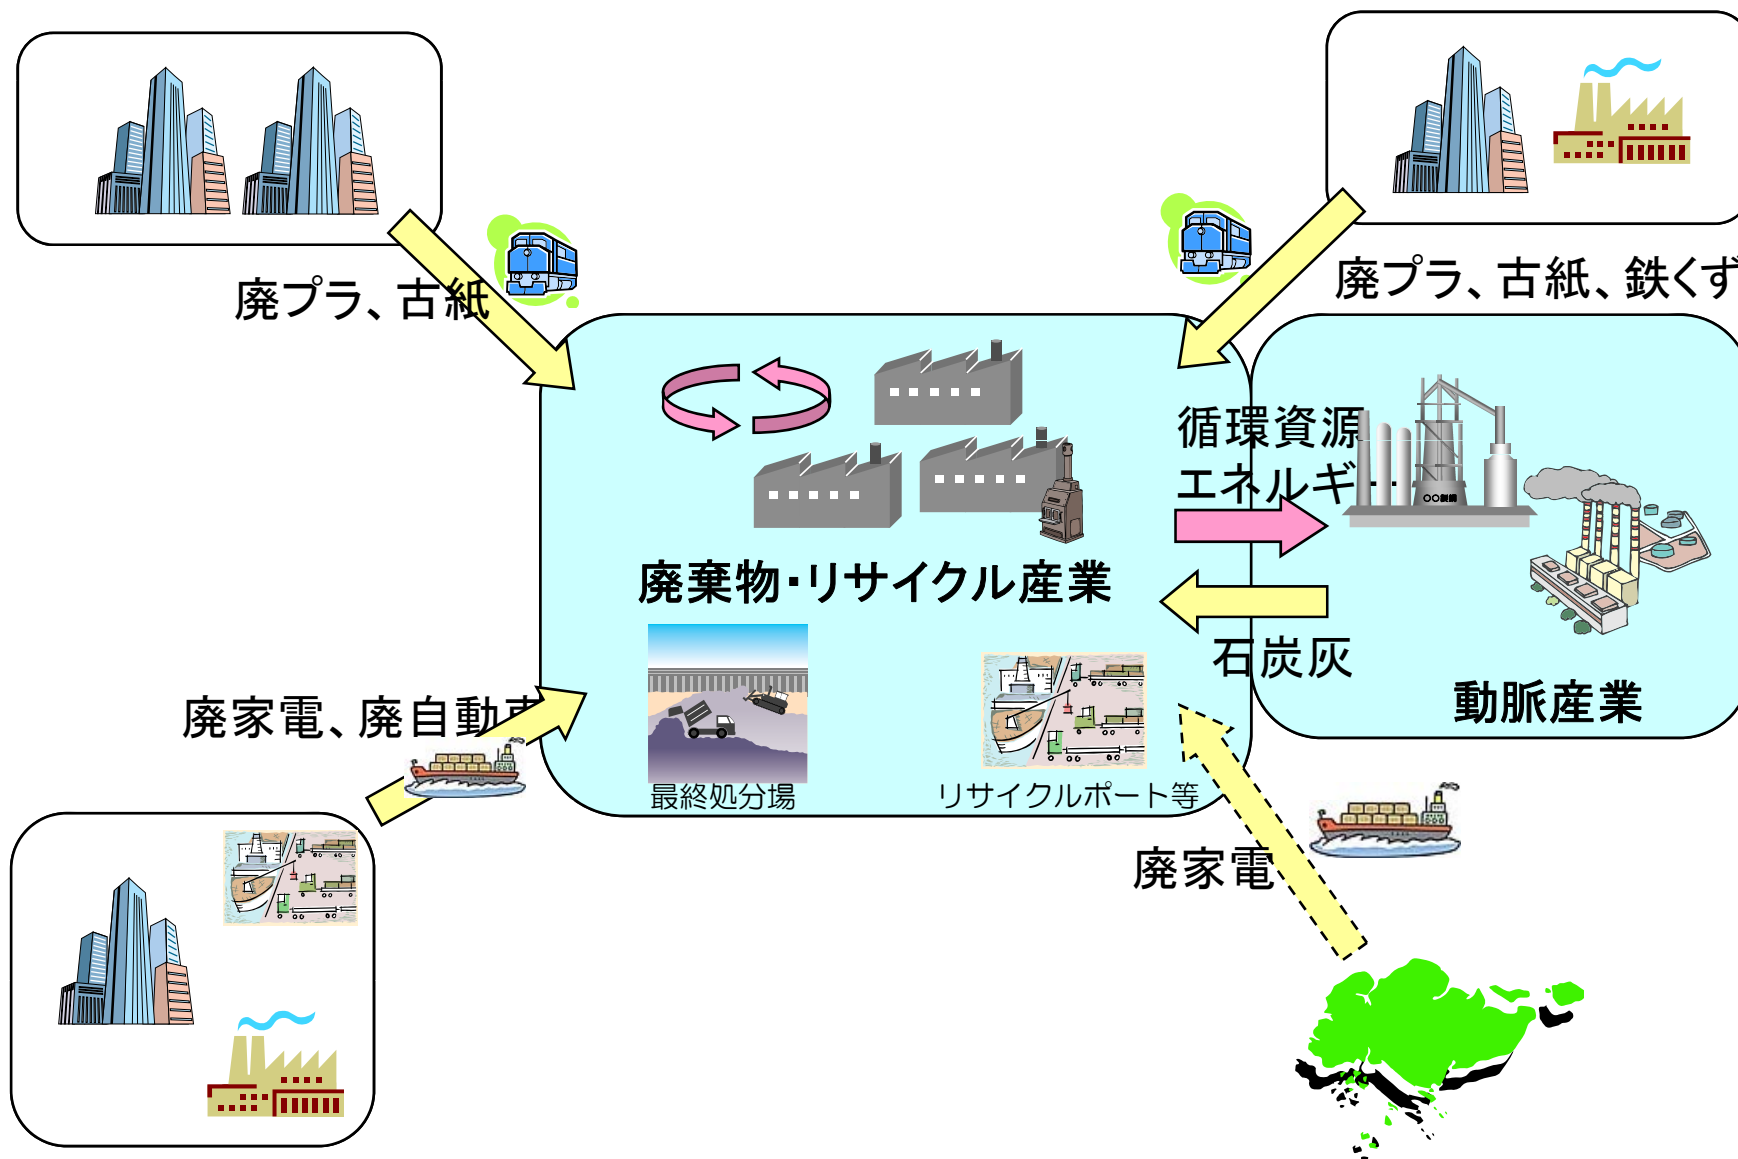 廃プラ、古紙
廃プラ、古紙、鉄くず
循環資源
エネルギー
廃棄物・リサイクル産業
石炭灰
動脈産業
廃家電、廃自動車
最終処分場
リサイクルポート等
廃家電